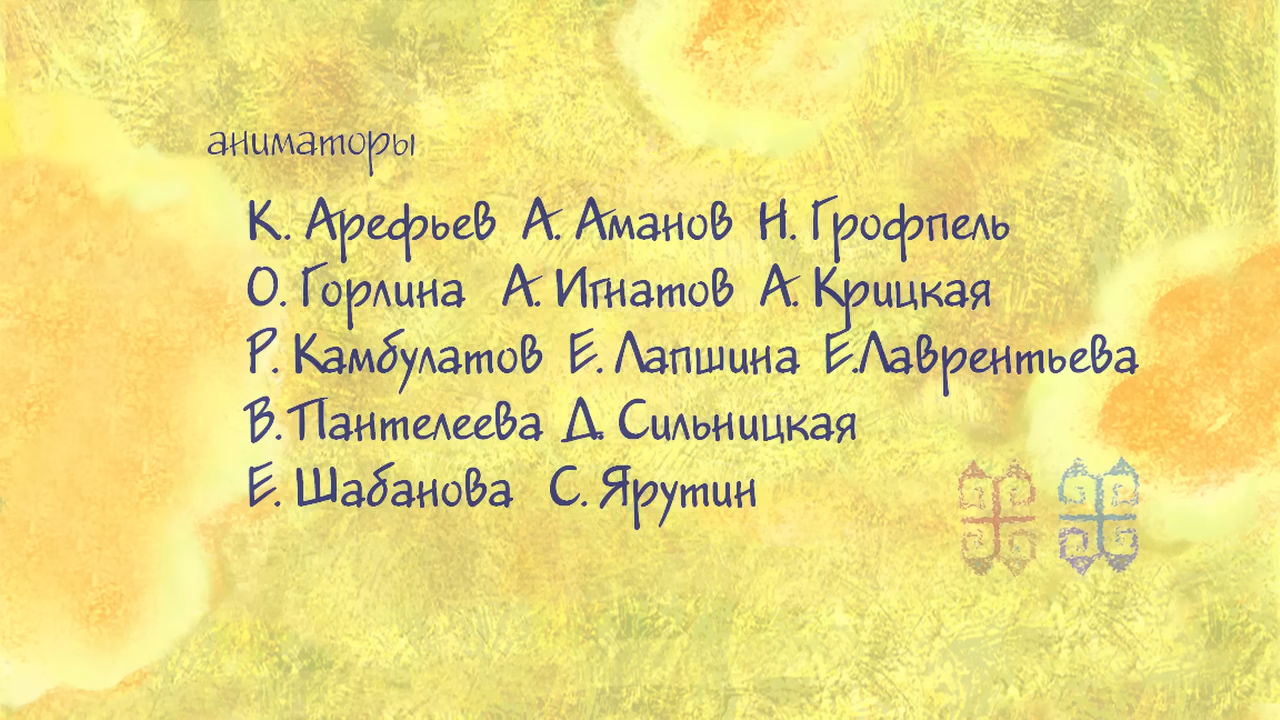 аниматоры
К. Арефьев А. Аманов Н. Грофпель
О. Горлина А. Игнатов А. Крицкая
Р. Камбулатов Е. Лапшина Е.Лаврентьева
В. Пантелеева Д. Сильницкая
Е. Шабанова С. Ярутин